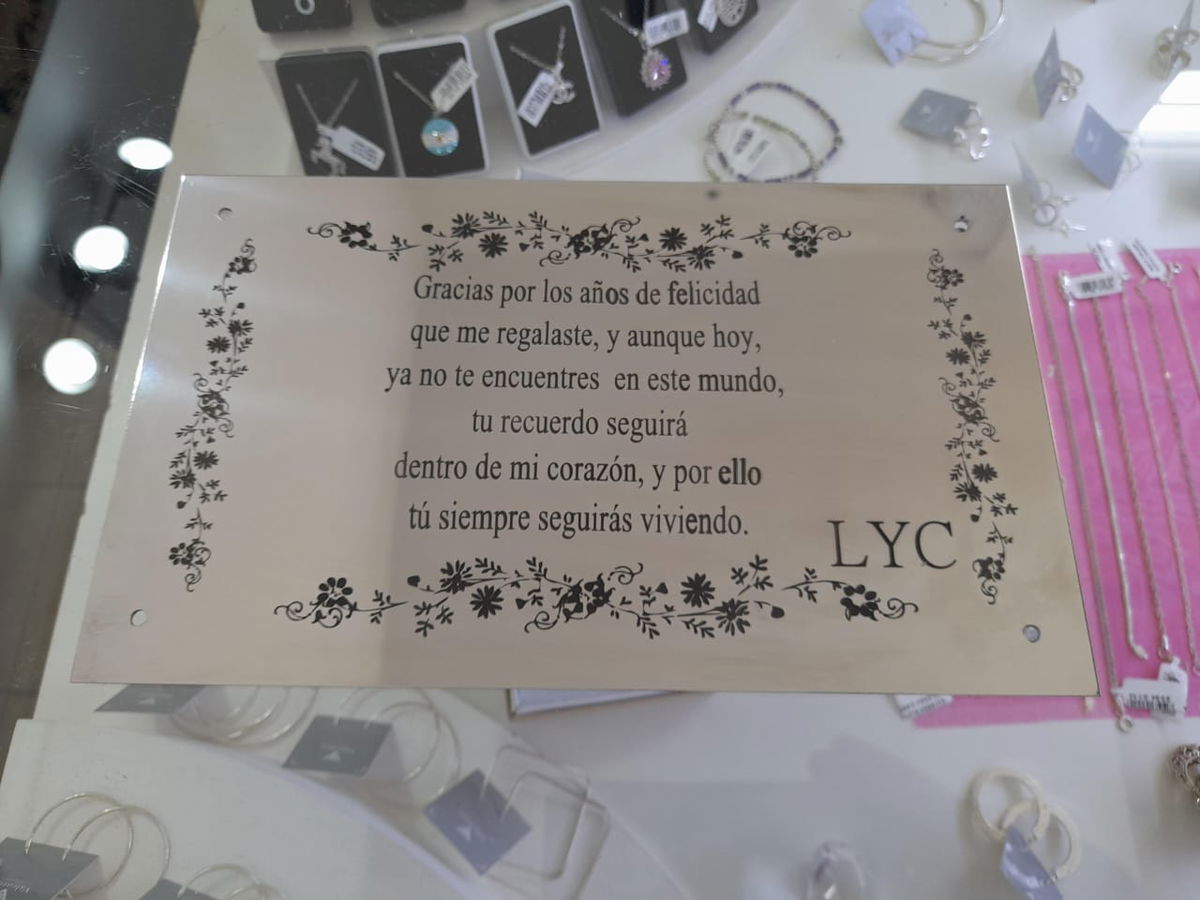 Gracias por los años de felicidad
que me regalaste, y aunque hoy,
ya no te encuentres en este mundo,
tu recuerdo seguirá
dentro de mi corazón, y por ello
tú siempre seguirás viviendo.
LYC